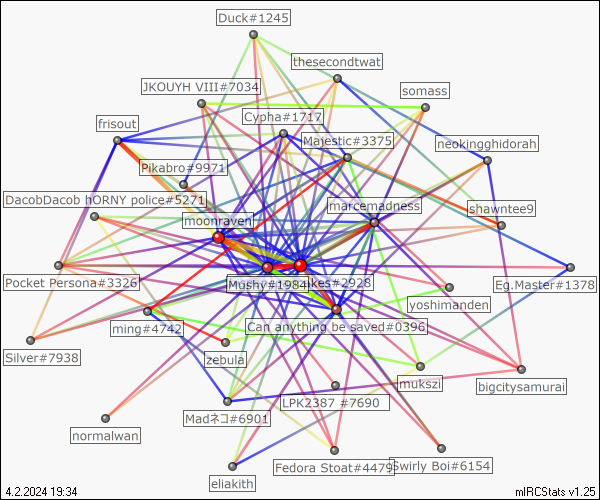 Duck#1245
thesecondtwat
JKOUYH VIII#7034
somass
frisout
Cypha#1717
Majestic#3375
neokingghidorah
Pikabro#9971
DacobDacob hORNY police#5271
marcemadness
shawntee9
moonraven
Pocket Persona#3326
Mushy#1984
ikes#2928
Eg.Master#1378
yoshimanden
ming#4742
Can anything be saved#0396
Silver#7938
zebula
mukszi
bigcitysamurai
LPK2387 #7690
Madネコ#6901
normalwan
Fedora Stoat#4479
Swirly Boi#6154
eliakith
4.2.2024 19:34
mIRCStats v1.25